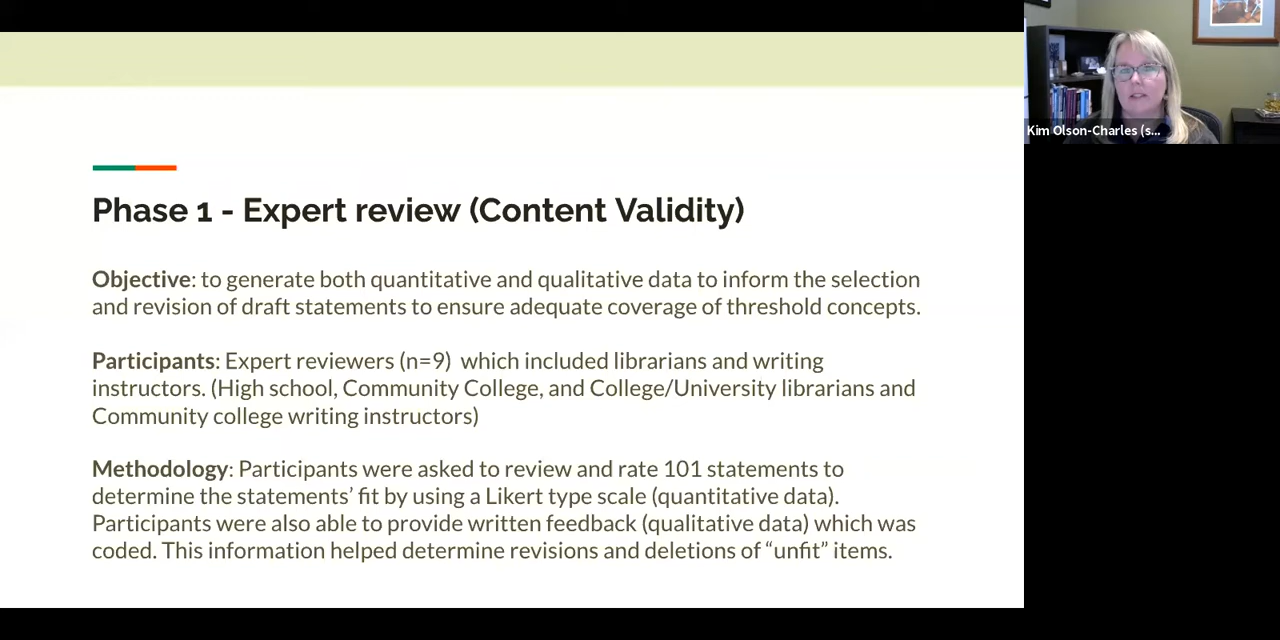 Phase 1 - Expert review (Content Validity)
Objective: to generate both quantitative and qualitative data to inform the selection
and revision of draft statements to ensure adequate coverage of threshold concepts.
Participants: Expert reviewers (n=9)  which included librarians and writing
instructors. (High school, Community College, and College/University librarians and
Community college writing instructors)
Methodology: Participants were asked to review and rate 101 statements to
determine the statements’ fit by using a Likert type scale (quantitative data).
Participants were also able to provide written feedback (qualitative data) which was
coded. This information helped determine revisions and deletions of “unfit” items.
Kim Olson-Charles (s...